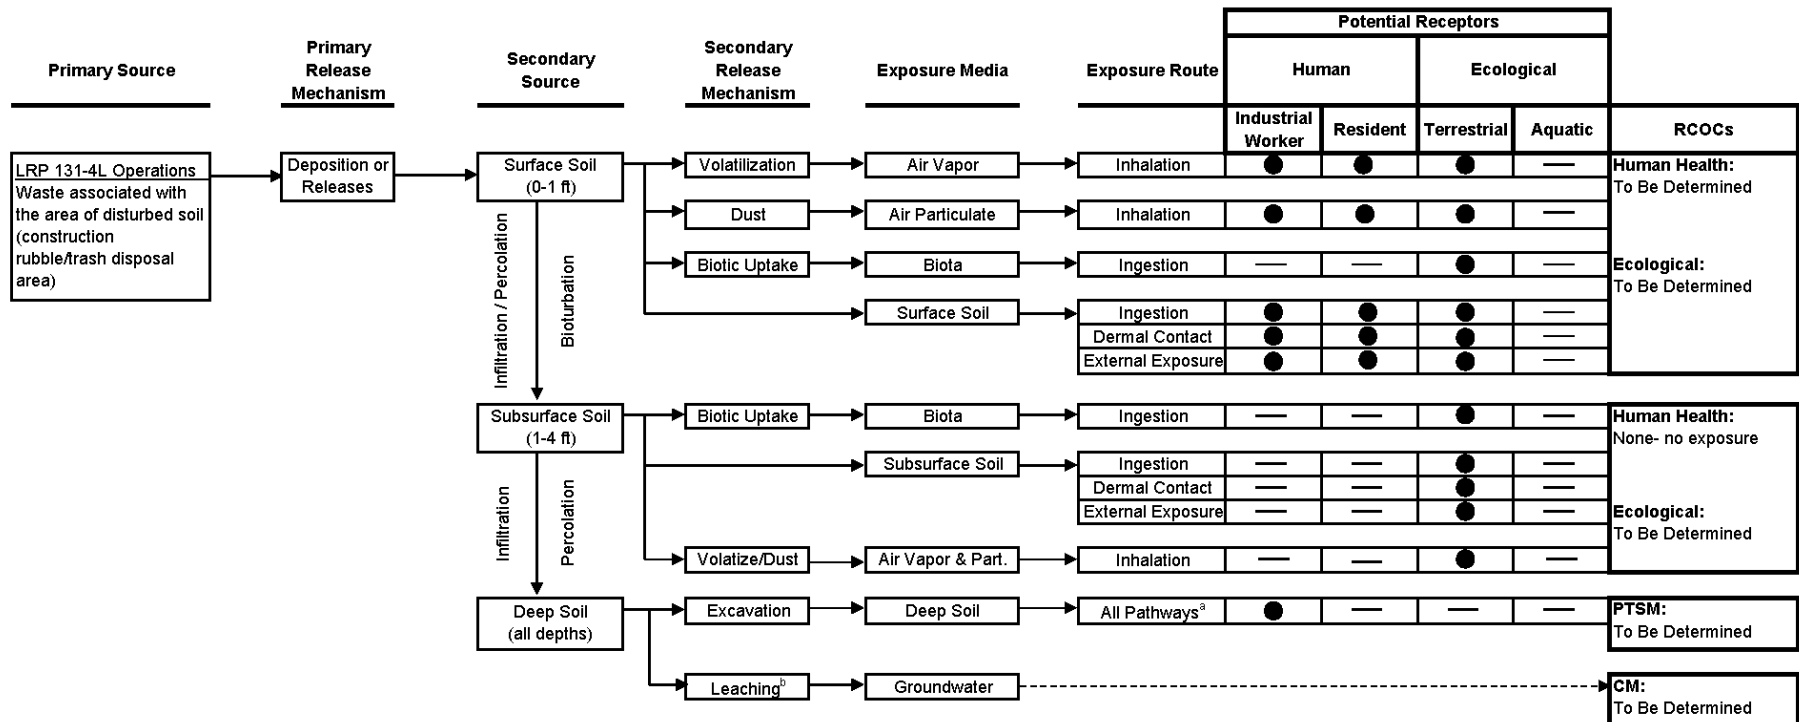 Potential Receptors
Primary Source
Primary
Release
Mechanism
Secondary
Source
Secondary
Release
Mechanism
Exposure Media
Exposure Route
Human
Ecological
Industrial
Worker
Resident
Terrestrial
Aquatic
RCOCs
LRP 131-4L Operations
Waste associated with
the area of disturbed soil
(construction
rubble/trash disposal
area)
Deposition or
Releases
Surface Soil
(0-1 ft)
Volatilization
Air Vapor
Inhalation
—
Human Health:
To Be Determined
Dust
Air Particulate
Inhalation
—
Biotic Uptake
Biota
Ingestion
— — —
Ecological:
To Be Determined
Surface Soil
Ingestion
—
Dermal Contact
—
External Exposure
—
Infiltration / Percolation
Bioturbation
Subsurface Soil
(1-4 ft)
Biotic Uptake
Biota
Ingestion
— — —
Human Health:
None- no exposure
Subsurface Soil
Ingestion
— — —
Dermal Contact
— — —
External Exposure
— — —
Ecological:
To Be Determined
Infiltration
Percolation
Volatize/Dust
Air Vapor & Part.
Inhalation
— — —
Deep Soil
(all depths)
Excavation
Deep Soil
All Pathwaysᵃ
— — —
PTSM:
To Be Determined
Leachingᵇ
Groundwater
CM:
To Be Determined